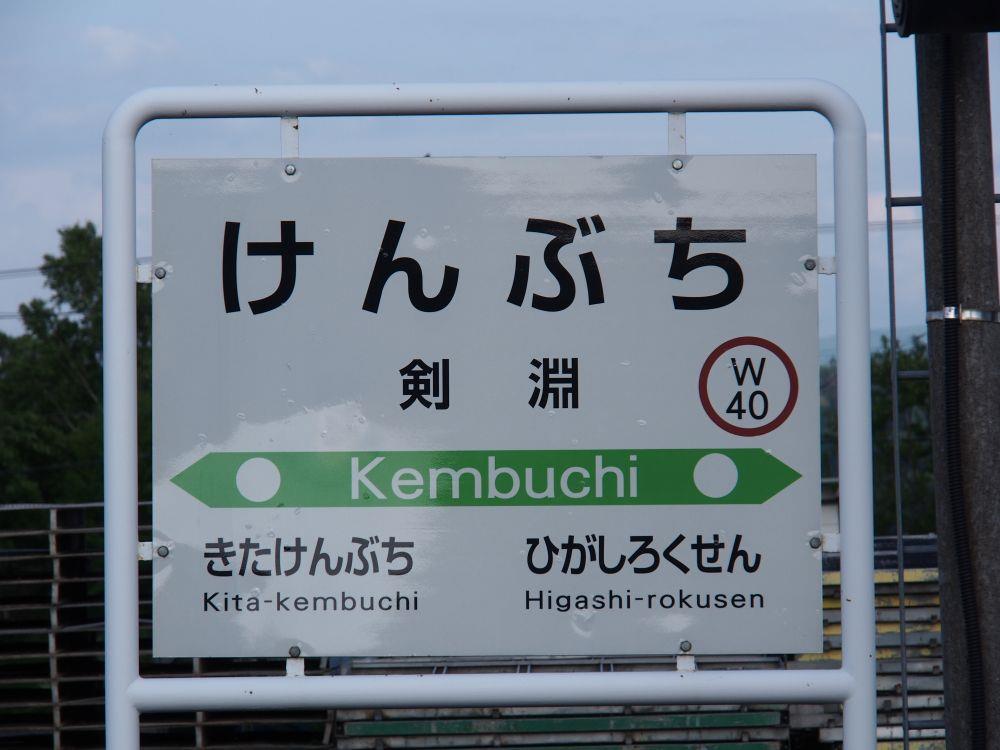 けんぶち
剣淵
W
40
Kembuchi
きたけんぶち
ひがしろくせん
Kita-kembuchi
Higashi-rokusen